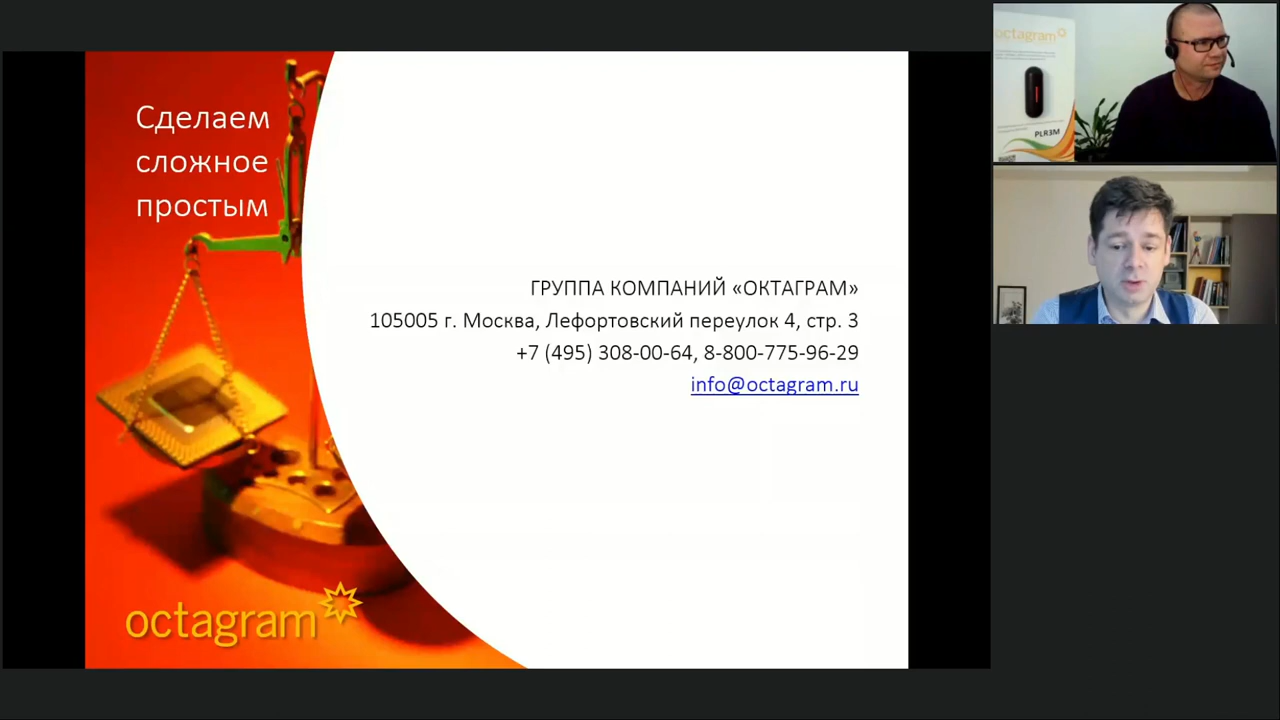 Сделаем
сложное
простым
ГРУППА КОМПАНИЙ «ОКТАГРАМ»
105005 г. Москва, Лефортовский переулок 4, стр. 3
+7 (495) 308-00-64, 8-800-775-96-29
info@octagram.ru
octagram
octagram
PLR3M